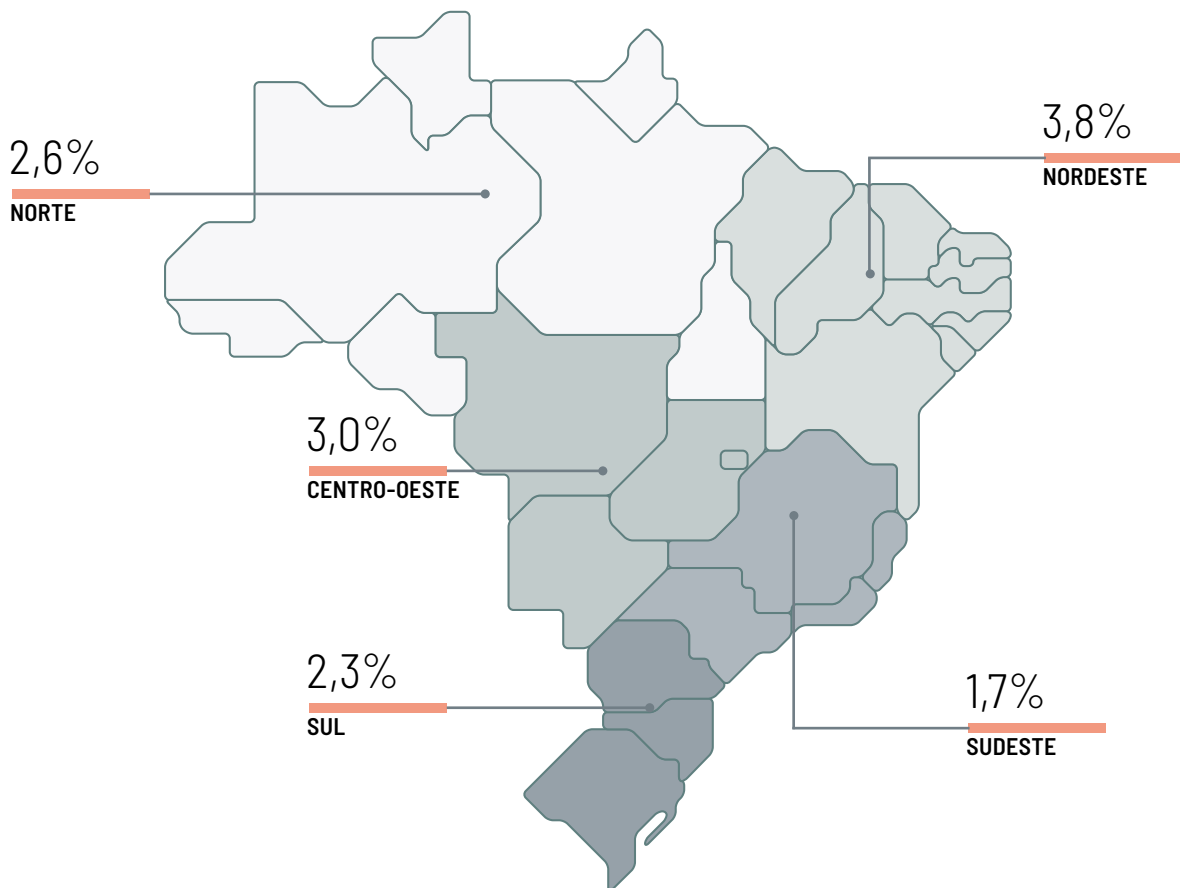 3,8%
NORDESTE
2,6%
NORTE
3,0%
CENTRO-OESTE
2,3%
SUL
1,7%
SUDESTE